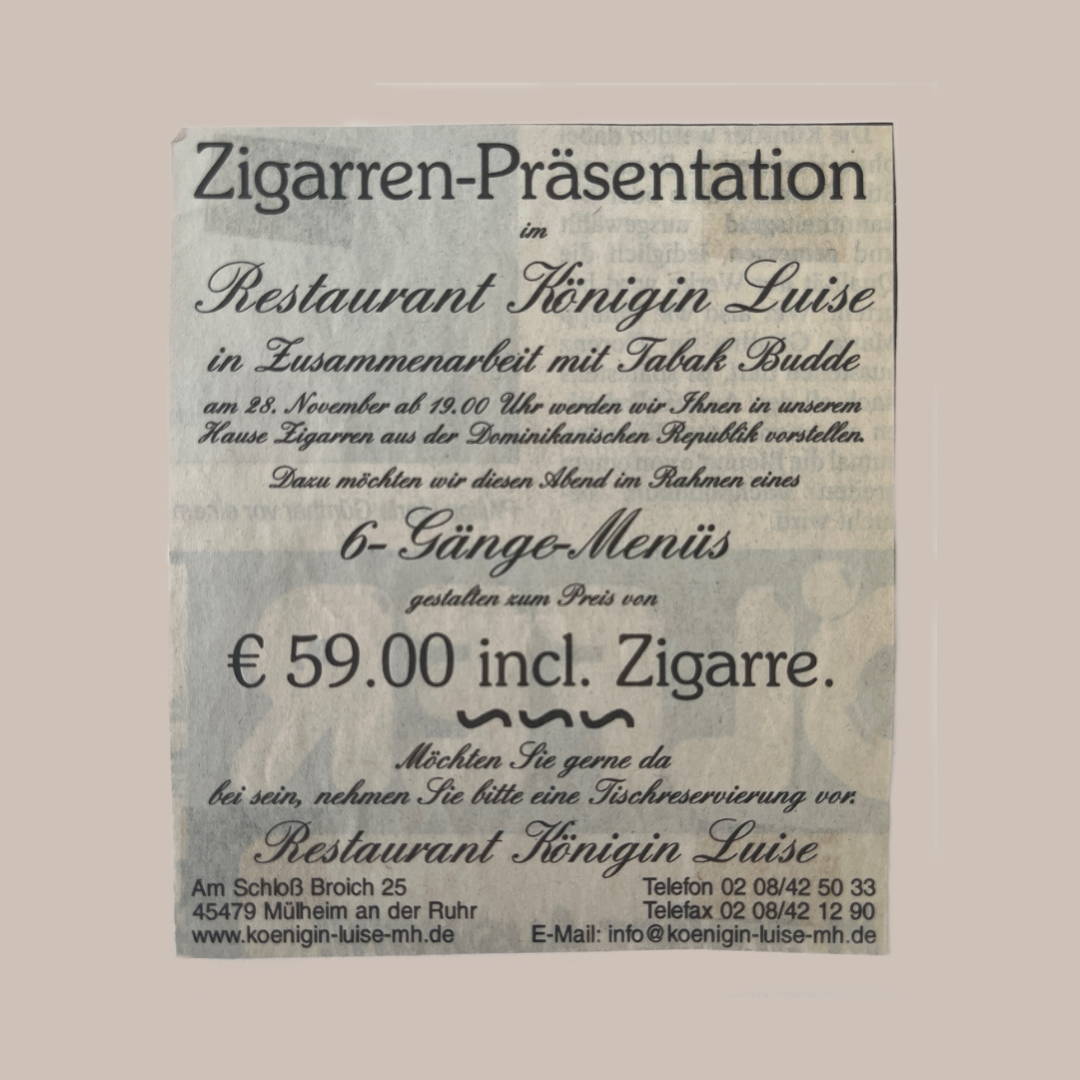 Zigarren-Präsentation
im
Restaurant Königin Luise
in Zusammenarbeit mit Tabak Budde
am 28. November ab 19.00 Uhr werden wir Ihnen in unserem
Hause Zigarren aus der Dominikanischen Republik vorstellen.
Dazu möchten wir diesen Abend im Rahmen eines
6-Gänge-Menüs
gestalten zum Preis von
€ 59.00 incl. Zigarre.
Möchten Sie gerne da
bei sein, nehmen Sie bitte eine Tischreservierung vor.
Restaurant Königin Luise
Am Schloß Broich 25
45479 Mülheim an der Ruhr
www.koenigin-luise-mh.de
Telefon 02 08/42 50 33
Telefax 02 08/42 12 90
E-Mail: info@koenigin-luise-mh.de